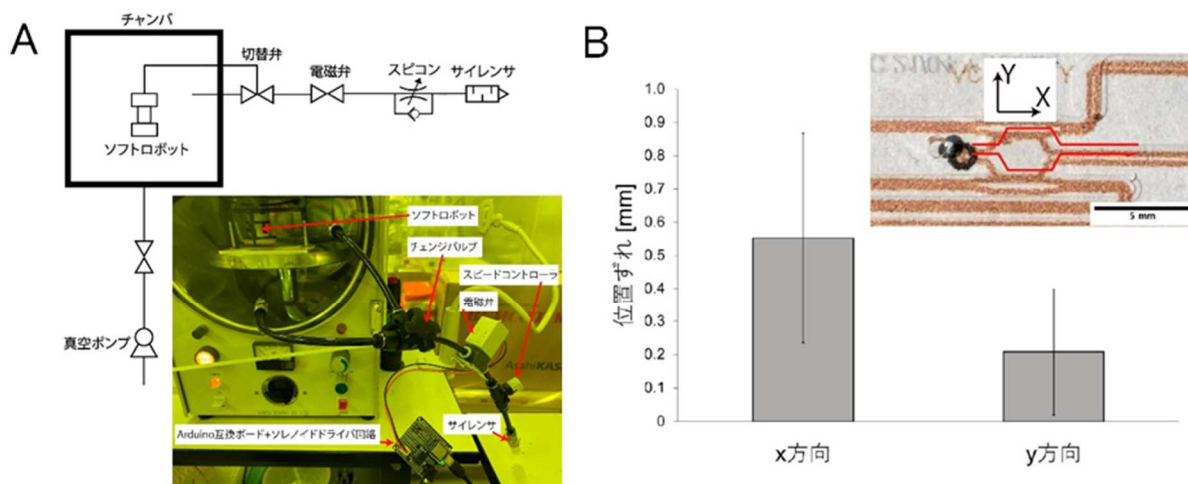 A
チャンバ
切替弁
電磁弁
スピコン
サイレンサ
ソフトロボット
真空ポンプ
ソフトロボット
チェンジバルブ
スピードコントローラ
電磁弁
AsahiKAS
サイレンサ
Arduino互換ボード+ソレノイドドライバ回路
B
位置ずれ [mm]
1.0
0.9
0.8
0.7
0.6
0.5
0.4
0.3
0.2
0.1
0
x方向
y方向
Y
X
5 mm